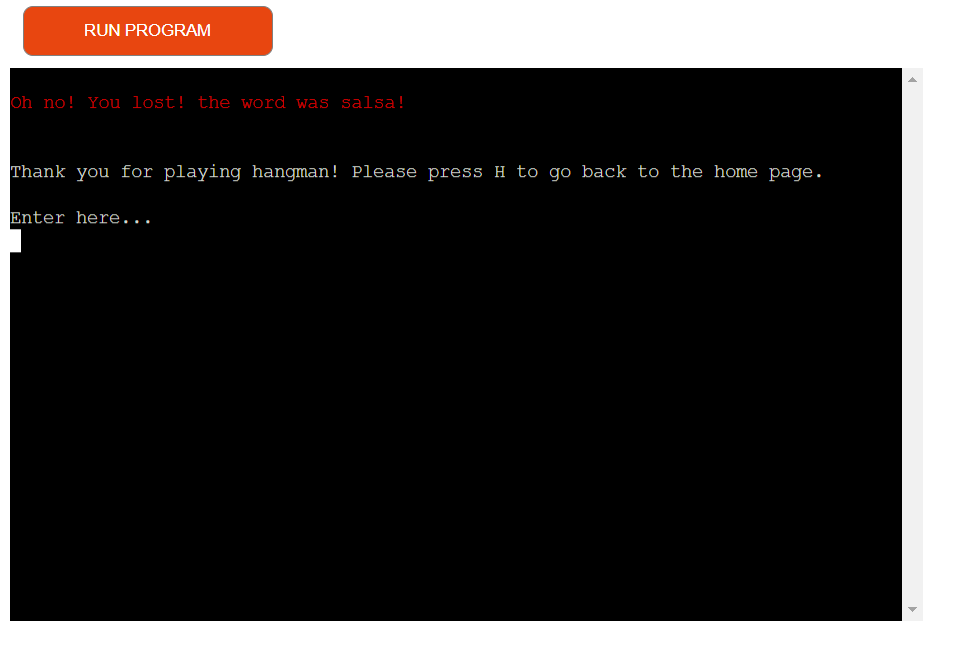 RUN PROGRAM
Oh no! You lost! the word was salsa!
Thank you for playing hangman! Please press H to go back to the home page.
Enter here...